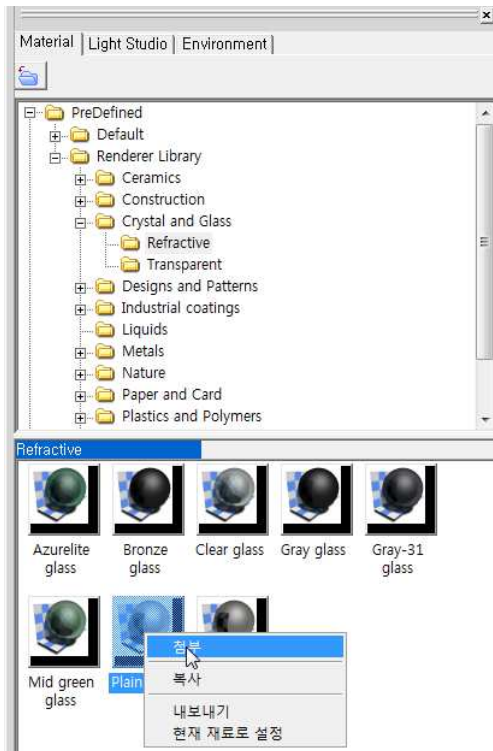 Material
Light Studio
Environment
PreDefined
Default
Renderer Library
Ceramics
Construction
Crystal and Glass
Refractive
Transparent
Designs and Patterns
Industrial coatings
Liquids
Metals
Nature
Paper and Card
Plastics and Polymers
Refractive
Azurelite
glass
Bronze
glass
Clear glass
Gray glass
Gray-31
glass
Mid green
glass
Plain
첨부
복사
내보내기
현재 재료로 설정